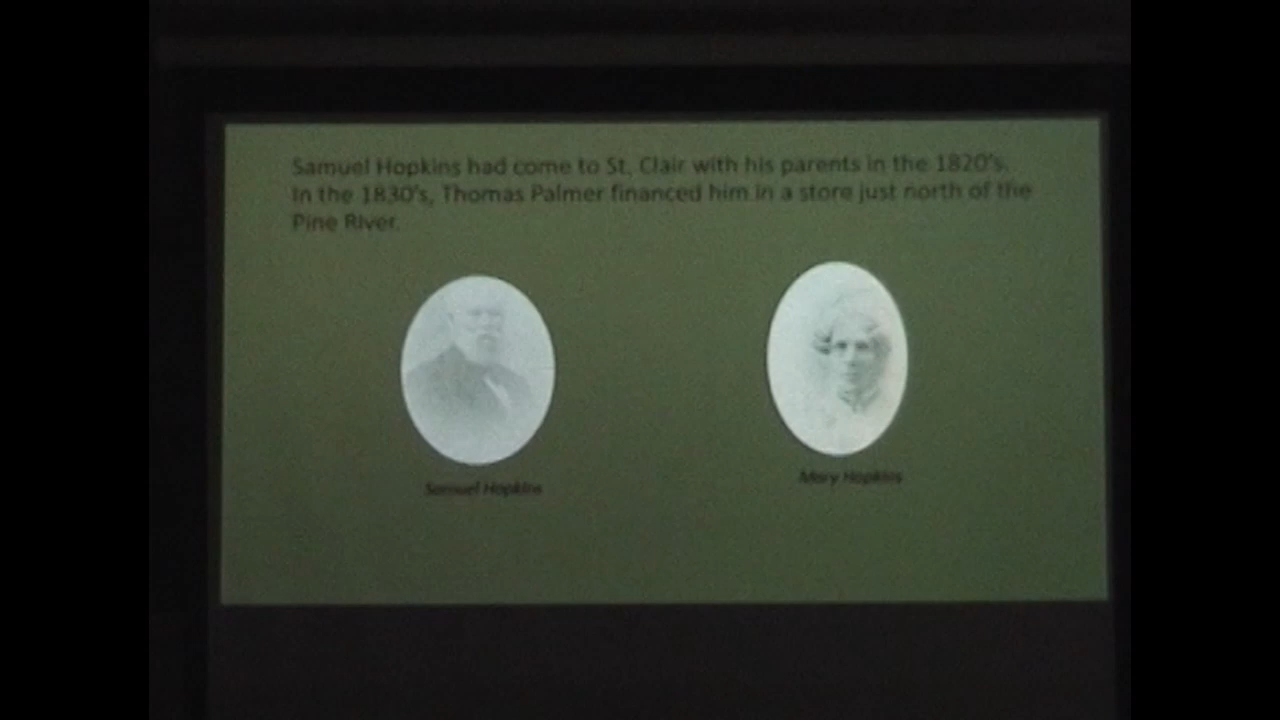 Samuel Hopkins had come to St. Clair with his parents in the 1820's.
In the 1830's, Thomas Palmer financed him in a store just north of the
Pine River.
Samuel Hopkins
Mary Hopkins